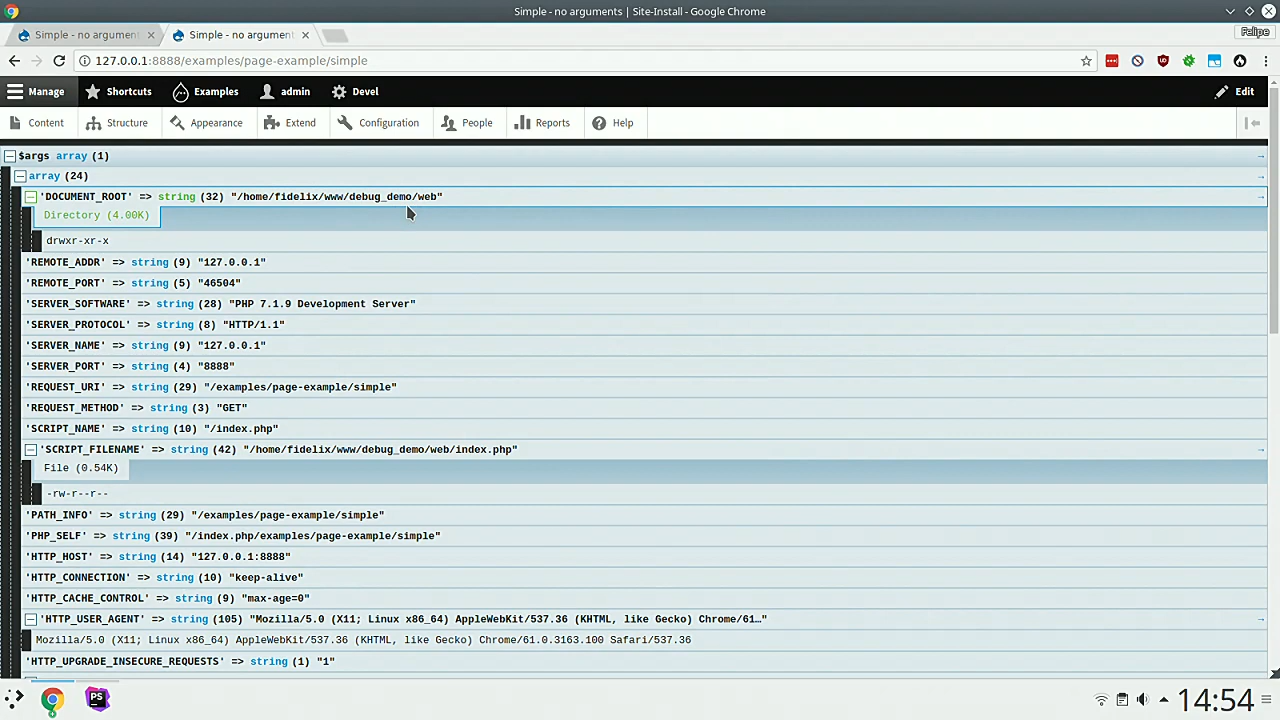 Simple - no arguments | Site-Install - Google Chrome
Simple - no argumen
Simple - no argumen
Felipe
127.0.0.1:8888/examples/page-example/simple
Manage Shortcuts Examples admin Devel Edit
Content Structure Appearance Extend Configuration People Reports Help
$args array (1)
array (24)
'DOCUMENT_ROOT' => string (32) "/home/fidelix/www/debug_demo/web"
Directory (4.00K)
drwxr-xr-x
'REMOTE_ADDR' => string (9) "127.0.0.1"
'REMOTE_PORT' => string (5) "46504"
'SERVER_SOFTWARE' => string (28) "PHP 7.1.9 Development Server"
'SERVER_PROTOCOL' => string (8) "HTTP/1.1"
'SERVER_NAME' => string (9) "127.0.0.1"
'SERVER_PORT' => string (4) "8888"
'REQUEST_URI' => string (29) "/examples/page-example/simple"
'REQUEST_METHOD' => string (3) "GET"
'SCRIPT_NAME' => string (10) "/index.php"
'SCRIPT_FILENAME' => string (42) "/home/fidelix/www/debug_demo/web/index.php"
File (0.54K)
-rw-r--r--
'PATH_INFO' => string (29) "/examples/page-example/simple"
'PHP_SELF' => string (39) "/index.php/examples/page-example/simple"
'HTTP_HOST' => string (14) "127.0.0.1:8888"
'HTTP_CONNECTION' => string (10) "keep-alive"
'HTTP_CACHE_CONTROL' => string (9) "max-age=0"
'HTTP_USER_AGENT' => string (105) "Mozilla/5.0 (X11; Linux x86_64) AppleWebKit/537.36 (KHTML, like Gecko) Chrome/61…"
Mozilla/5.0 (X11; Linux x86_64) AppleWebKit/537.36 (KHTML, like Gecko) Chrome/61.0.3163.100 Safari/537.36
'HTTP_UPGRADE_INSECURE_REQUESTS' => string (1) "1"
PS
14:54